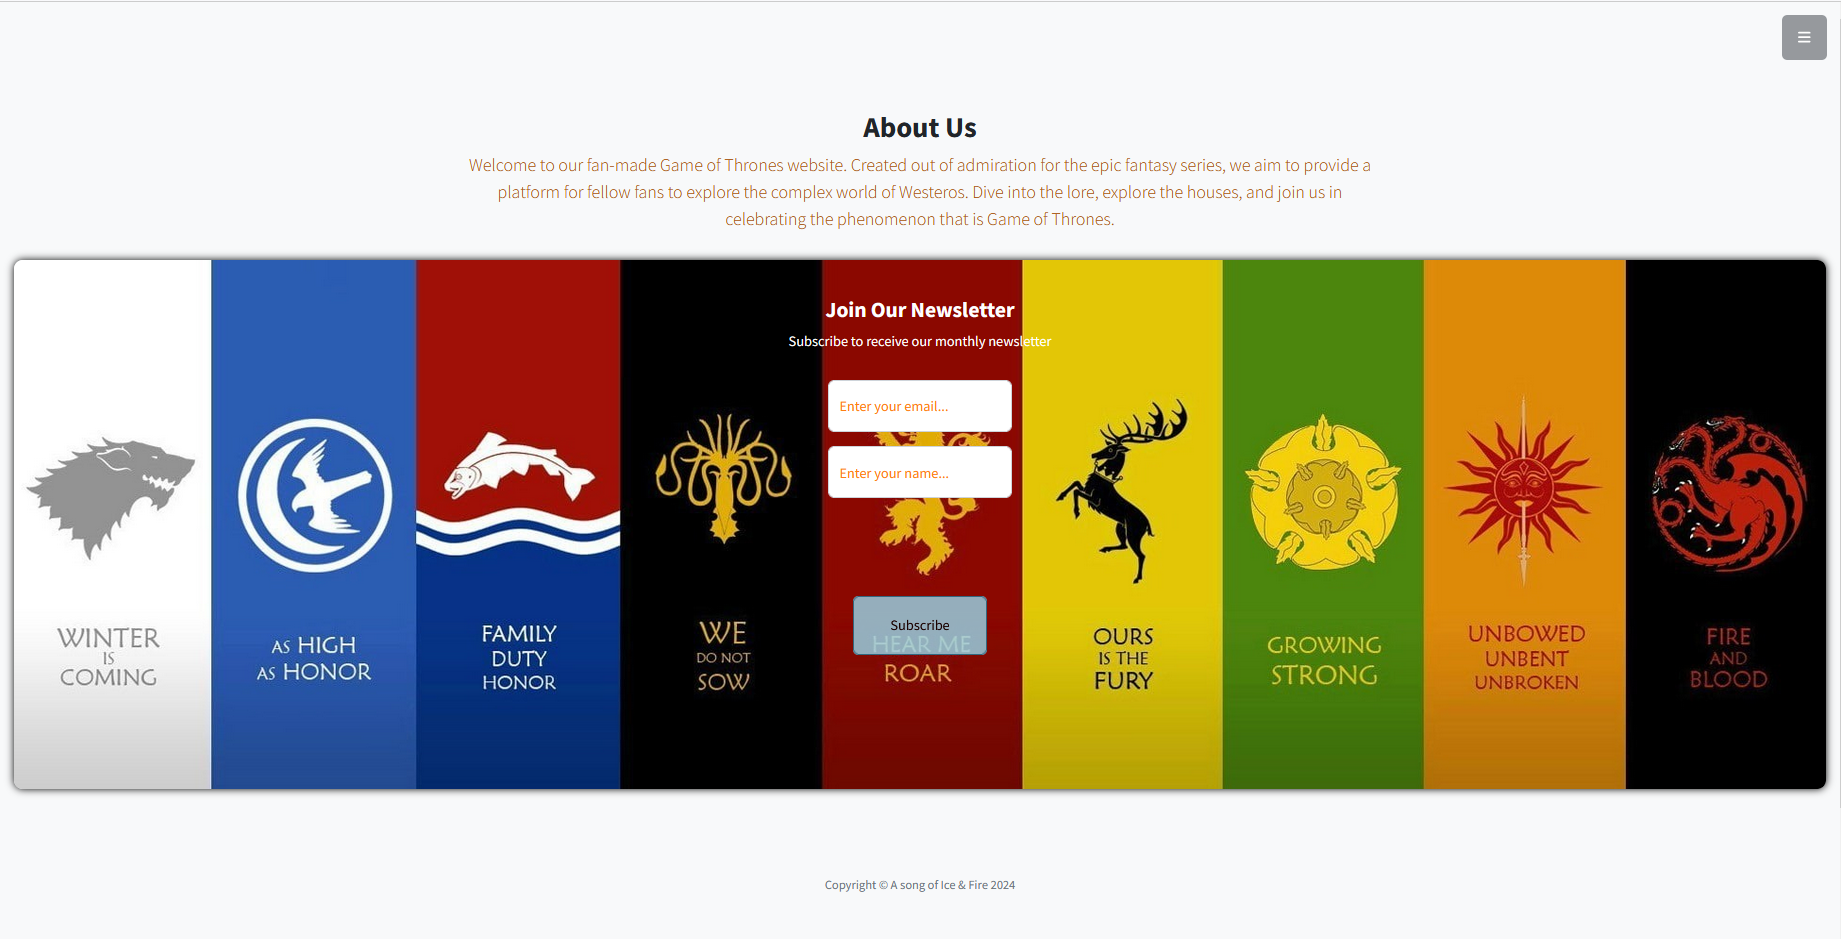 About Us
Welcome to our fan-made Game of Thrones website. Created out of admiration for the epic fantasy series, we aim to provide a
platform for fellow fans to explore the complex world of Westeros. Dive into the lore, explore the houses, and join us in
celebrating the phenomenon that is Game of Thrones.
Join Our Newsletter
Subscribe to receive our monthly newsletter
Enter your email...
Enter your name...
Subscribe
WINTER
IS
COMING
AS HIGH
AS HONOR
FAMILY
DUTY
HONOR
WE
DO NOT
SOW
HEAR ME
ROAR
OURS
IS THE
FURY
GROWING
STRONG
UNBOWED
UNBENT
UNBROKEN
FIRE
AND
BLOOD
Copyright © A song of Ice & Fire 2024